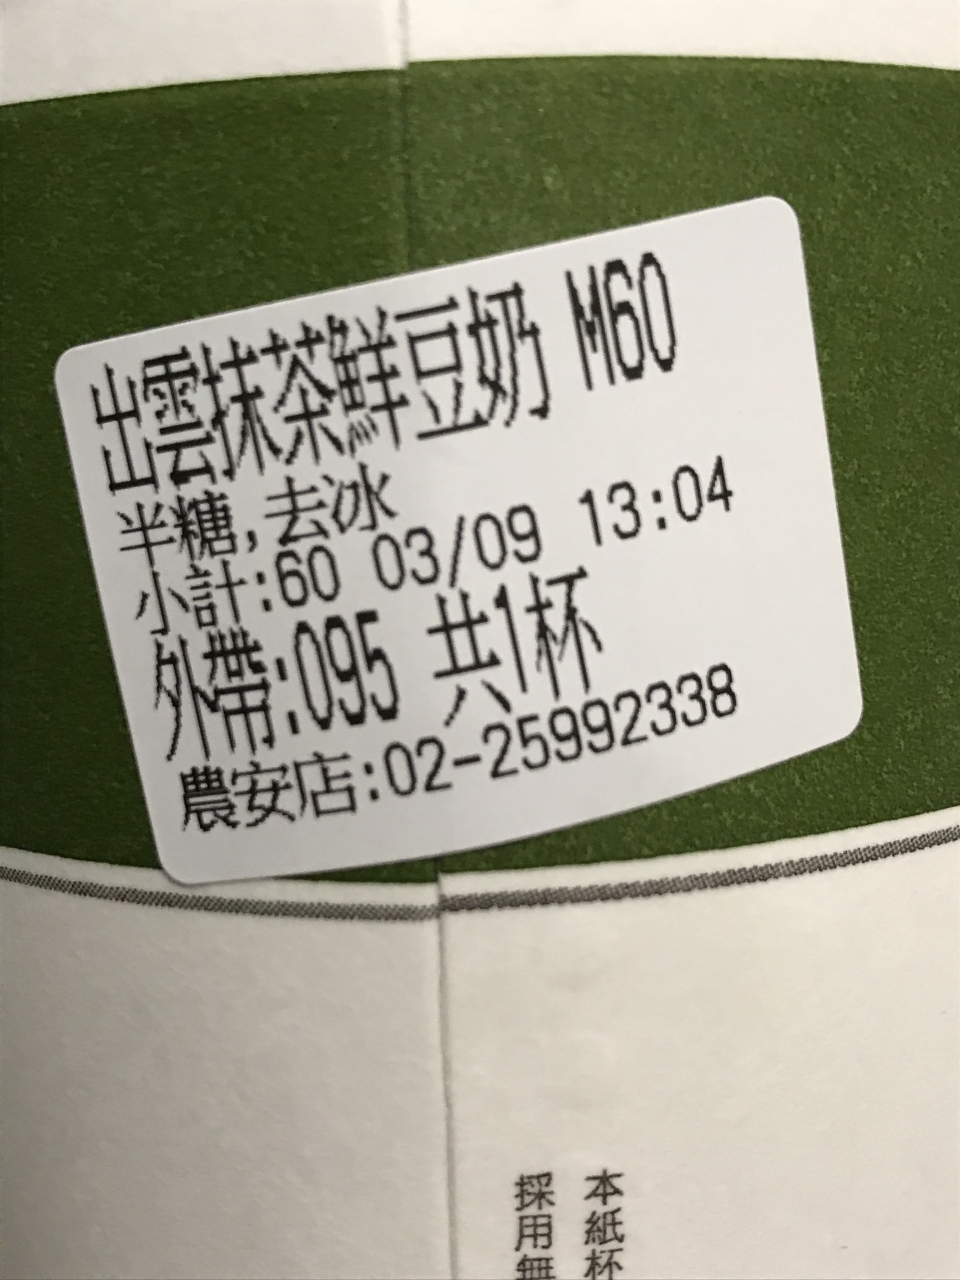 出雲抹茶鮮豆奶 M60
半糖,去冰
小計:60 03/09 13:04
外帶:095 共1杯
農安店:02-25992338
本紙杯
採用無